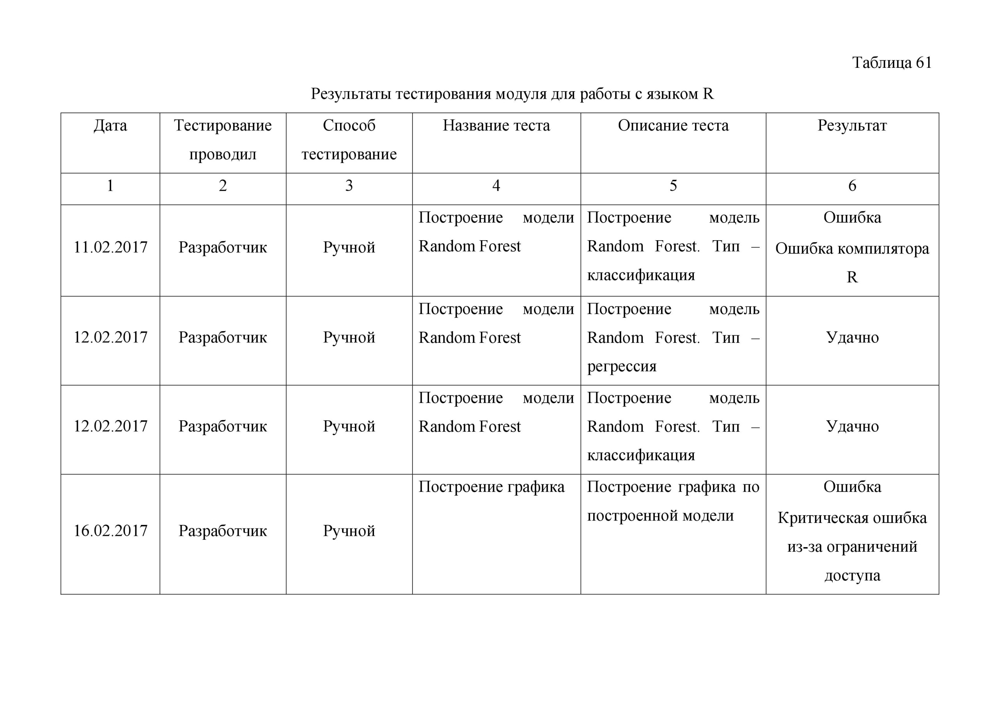 Таблица 61
Результаты тестирования модуля для работы с языком R
Дата
Тестирование
проводил
Способ
тестирование
Название теста
Описание теста
Результат
1
2
3
4
5
6
11.02.2017
Разработчик
Ручной
Построение модели
Random Forest
Построение модель
Random Forest. Тип –
классификация
Ошибка
Ошибка компилятора
R
12.02.2017
Разработчик
Ручной
Построение модели
Random Forest
Построение модель
Random Forest. Тип –
регрессия
Удачно
12.02.2017
Разработчик
Ручной
Построение модели
Random Forest
Построение модель
Random Forest. Тип –
классификация
Удачно
16.02.2017
Разработчик
Ручной
Построение графика
Построение графика по
построенной модели
Ошибка
Критическая ошибка
из-за ограничений
доступа